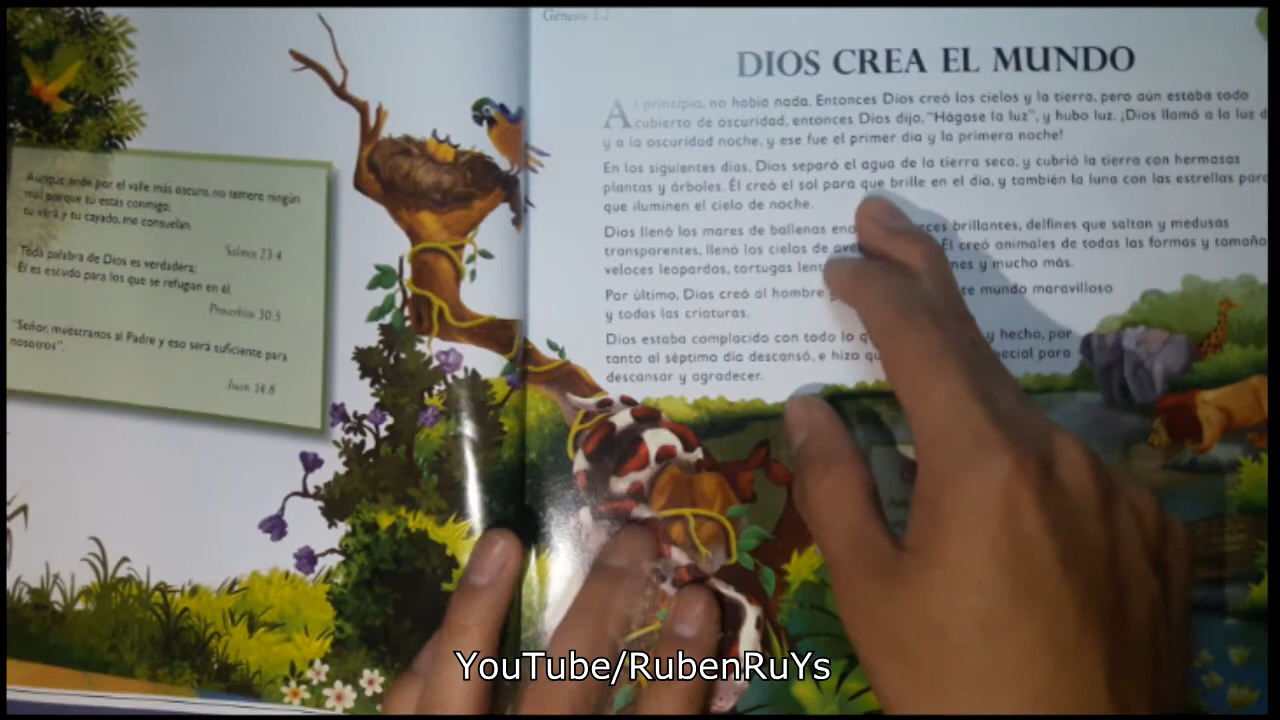 Aunque ande por el valle más oscuro, no temeré ningún
mal porque tú estás conmigo;
tu vara y tu cayado, me consuelan.
Salmos 23:4
Toda palabra de Dios es verdadera;
Él es escudo para los que se refugian en él.
Proverbios 30:5
"Señor, muéstranos al Padre y eso será suficiente para
nosotros".
Juan 14:8
Génesis 1.2
DIOS CREA EL MUNDO
Al principio, no había nada. Entonces Dios creó los cielos y la tierra, pero aún estaba todo
cubierto de oscuridad, entonces Dios dijo, "Hágase la luz", y hubo luz. ¡Dios llamó a la luz d
y a la oscuridad noche, y ese fue el primer día y la primera noche!
En los siguientes días, Dios separó el agua de la tierra seca, y cubrió la tierra con hermosas
plantas y árboles. Él creó el sol para que brille en el día, y también la luna con las estrellas para
que iluminen el cielo de noche.
Dios llenó los mares de ballenas brillantes, delfines que saltan y medusas
transparentes, llenó los cielos de Él creó animales de todas las formas y tamaño
veloces leopardos, tortugas y mucho más.
Por último, Dios creó al hombre mundo maravilloso
y todas las criaturas.
Dios estaba complacido con todo lo y hecho, por
tanto al séptimo día descansó, e hizo para
descansar y agradecer.
YouTube/RubenRuYs